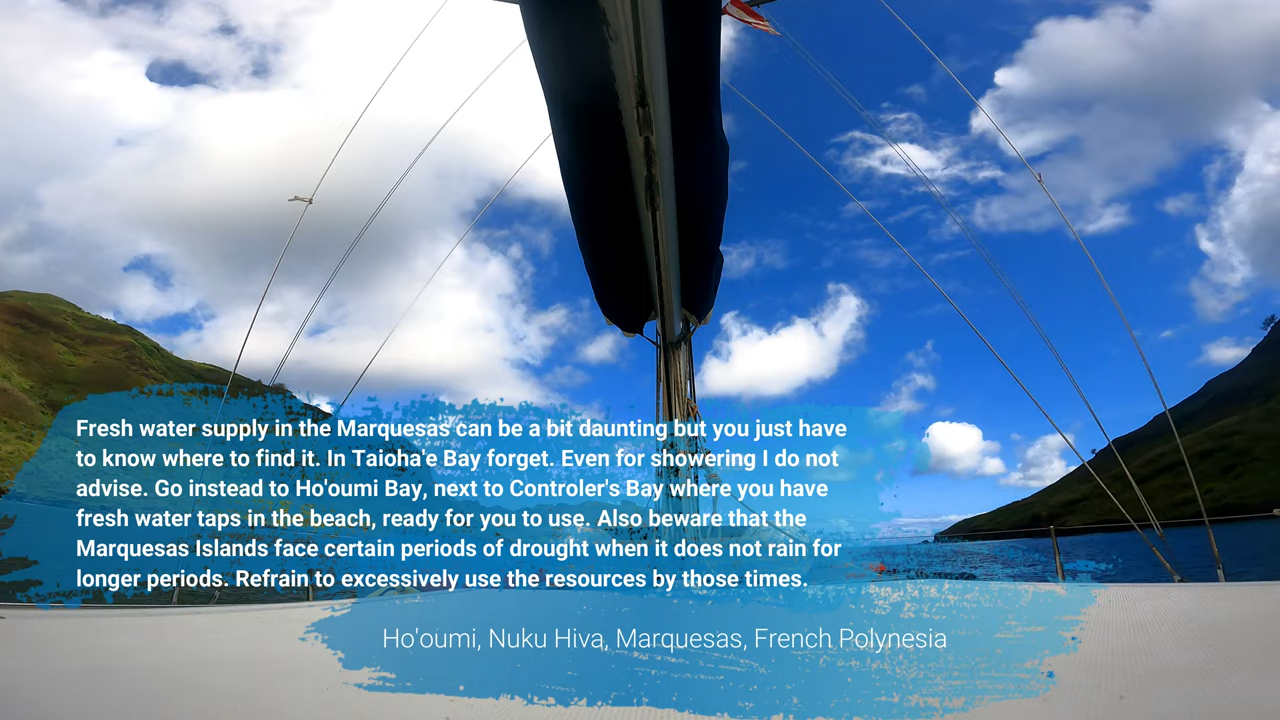 Fresh water supply in the Marquesas can be a bit daunting but you just have
to know where to find it. In Taioha'e Bay forget. Even for showering I do not
advise. Go instead to Ho'oumi Bay, next to Controler's Bay where you have
fresh water taps in the beach, ready for you to use. Also beware that the
Marquesas Islands face certain periods of drought when it does not rain for
longer periods. Refrain to excessively use the resources by those times.
Ho'oumi, Nuku Hiva, Marquesas, French Polynesia